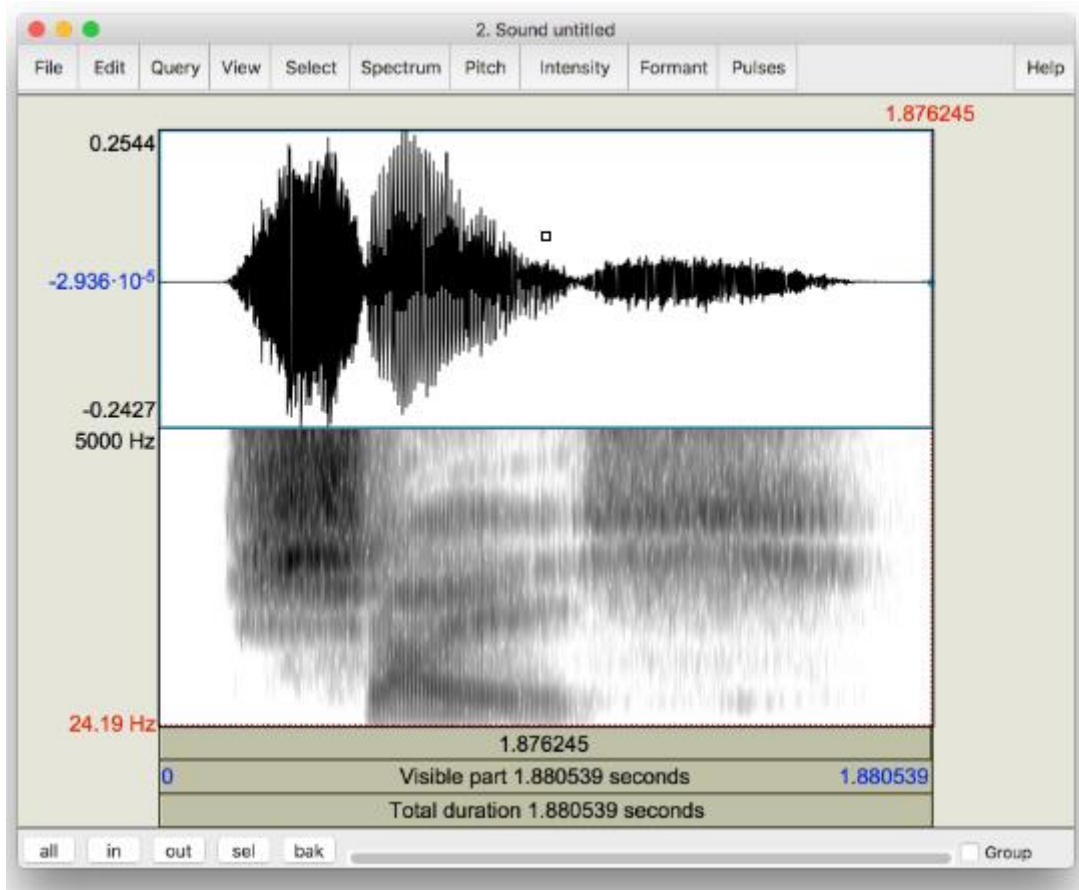 2. Sound untitled
File Edit Query View Select Spectrum Pitch Intensity Formant Pulses Help
1.876245
0.2544
-2.936·10⁻⁵
-0.2427
5000 Hz
24.19 Hz
1.876245
0 Visible part 1.880539 seconds 1.880539
Total duration 1.880539 seconds
all in out sel bak Group